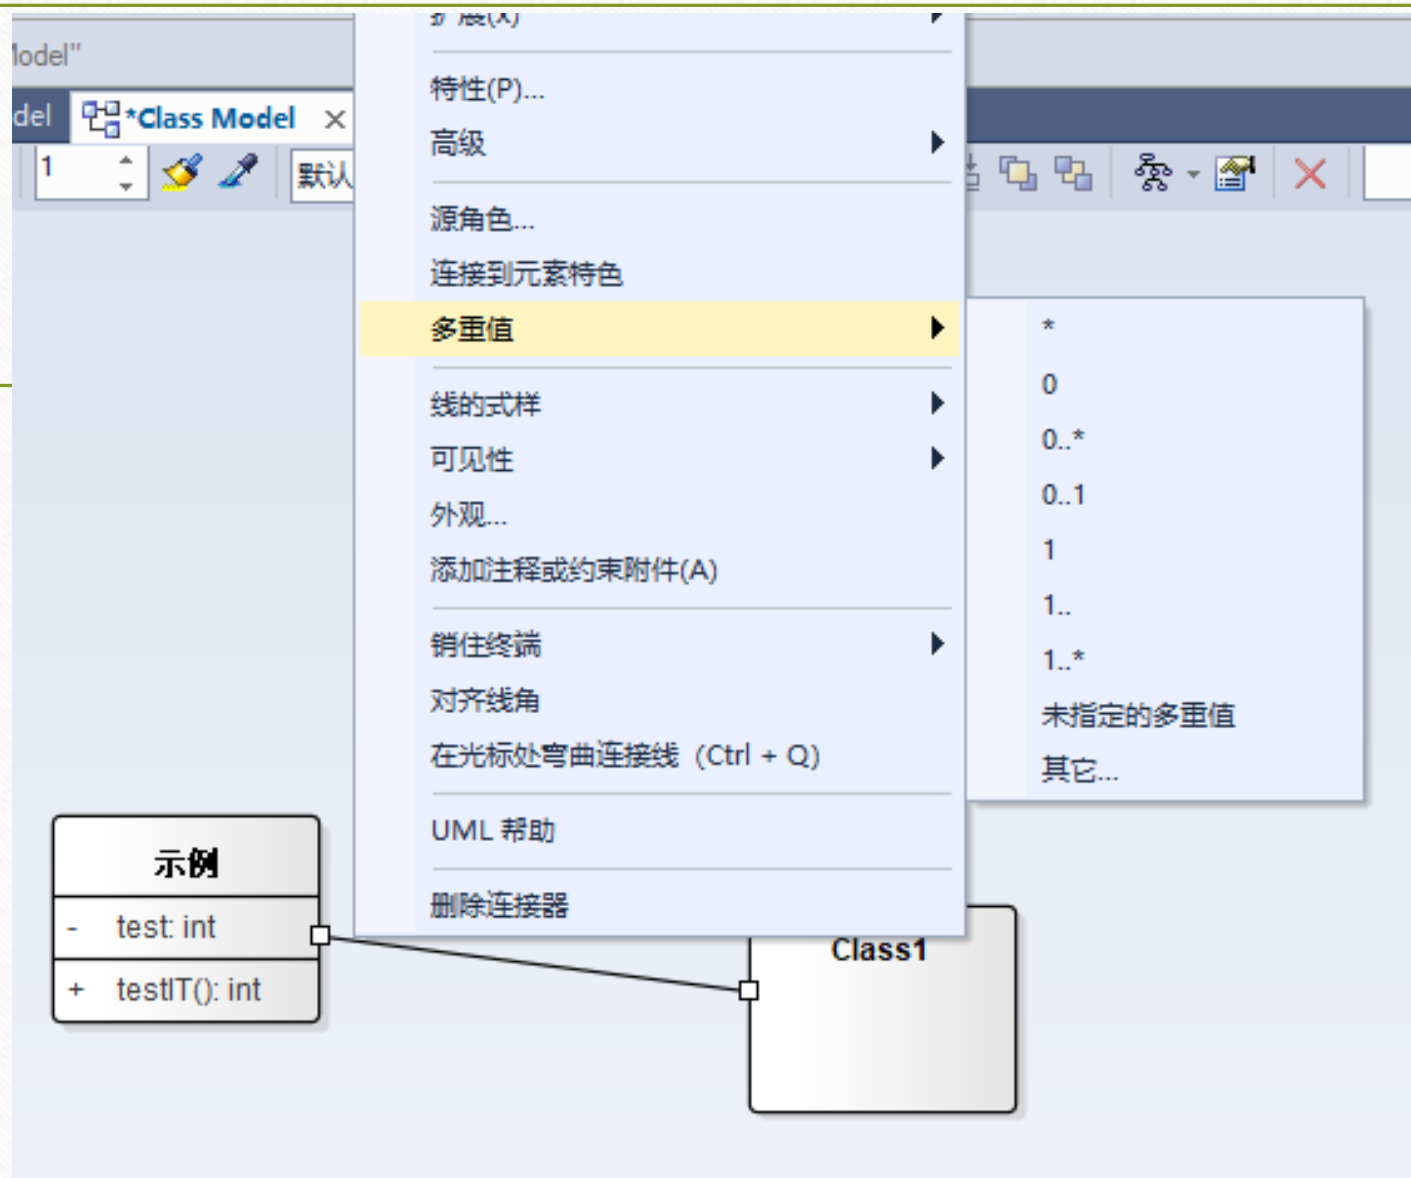 扩展(X)
Model"
del
*Class Model
特性(P)...
高级
1
默认
源角色...
连接到元素特色
多重值
*
0
线的式样
0..*
可见性
0..1
外观...
1
添加注释或约束附件(A)
1..
销住终端
1..*
对齐线角
未指定的多重值
在光标处弯曲连接线 (Ctrl + Q)
其它...
UML 帮助
示例
删除连接器
- test: int
Class1
+ testIT(): int